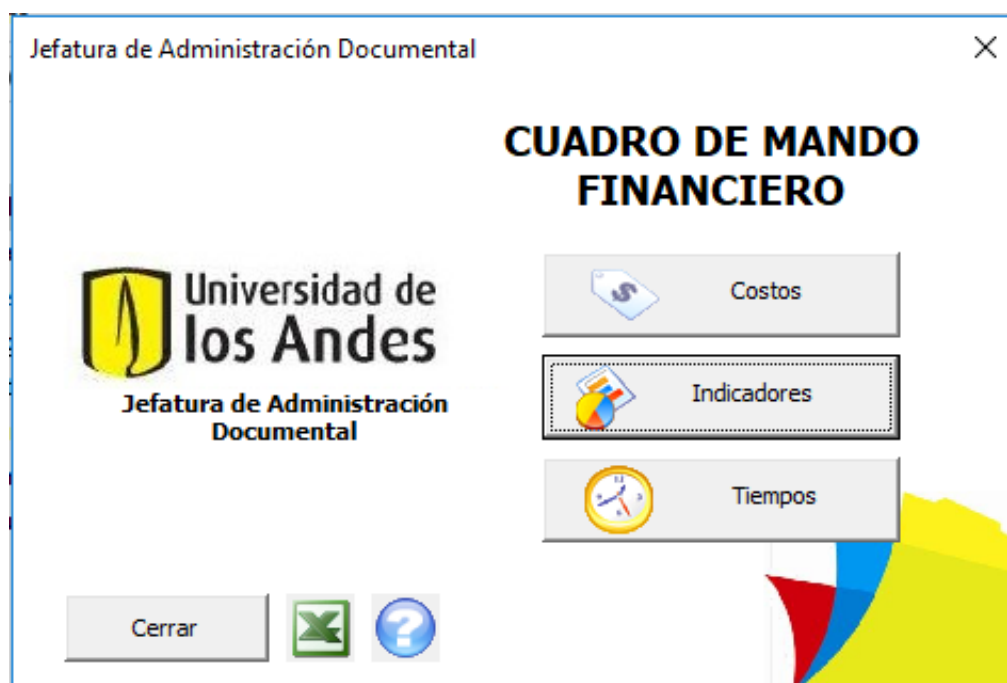 Jefatura de Administración Documental
CUADRO DE MANDO
FINANCIERO
Universidad de
los Andes
Jefatura de Administración
Documental
Costos
Indicadores
Tiempos
Cerrar